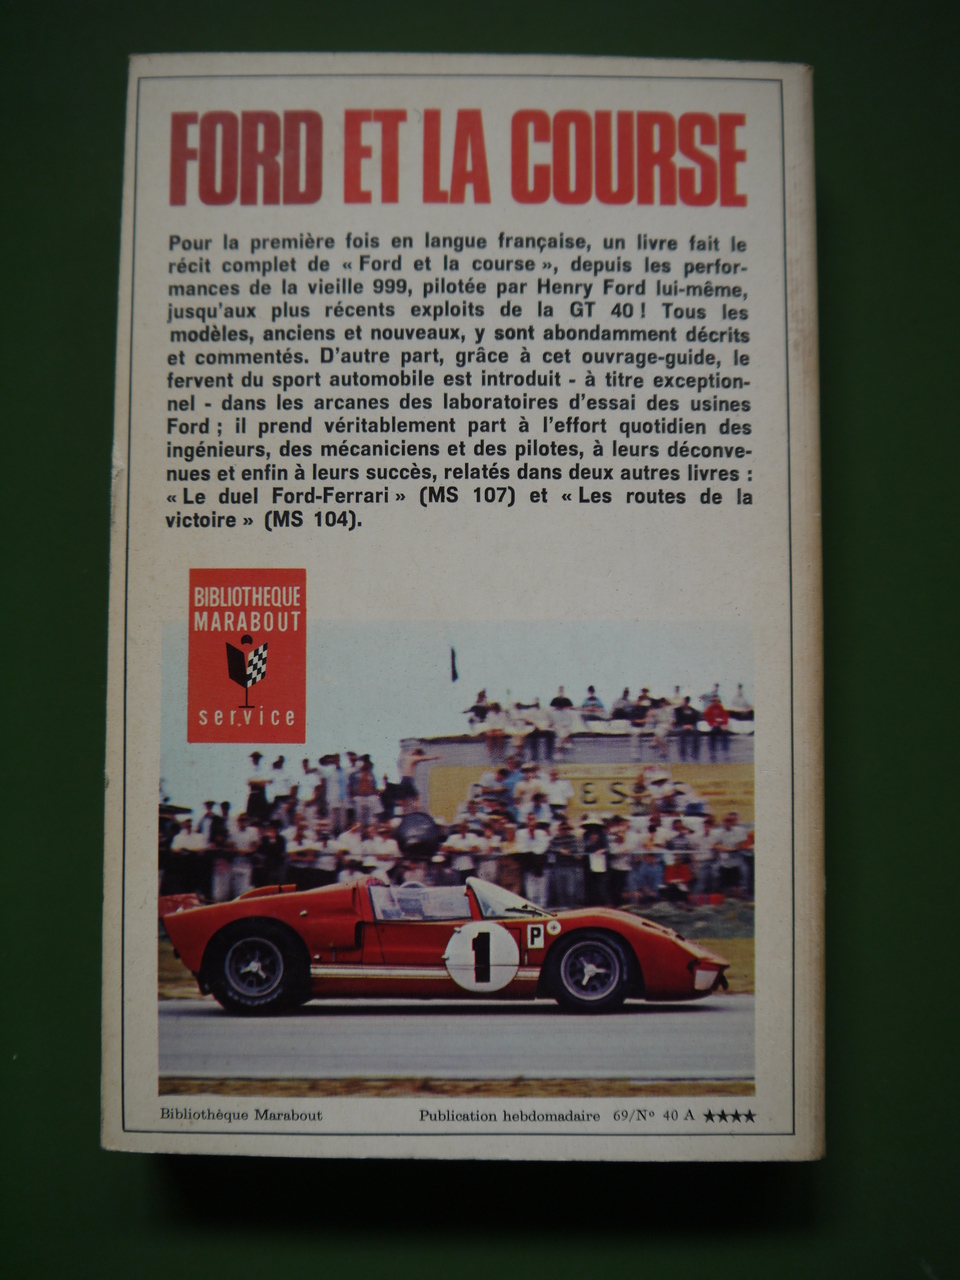 FORD ET LA COURSE
Pour la première fois en langue française, un livre fait le
récit complet de « Ford et la course », depuis les perfor-
mances de la vieille 999, pilotée par Henry Ford lui-même,
jusqu'aux plus récents exploits de la GT 40 ! Tous les
modèles, anciens et nouveaux, y sont abondamment décrits
et commentés. D'autre part, grâce à cet ouvrage-guide, le
fervent du sport automobile est introduit - à titre exception-
nel - dans les arcanes des laboratoires d'essai des usines
Ford ; il prend véritablement part à l'effort quotidien des
ingénieurs, des mécaniciens et des pilotes, à leurs déconve-
nues et enfin à leurs succès, relatés dans deux autres livres :
« Le duel Ford-Ferrari » (MS 107) et « Les routes de la
victoire » (MS 104).
BIBLIOTHEQUE
MARABOUT
service
E S
1
P
Bibliothèque Marabout Publication hebdomadaire 69/Nº 40 A ★★★★